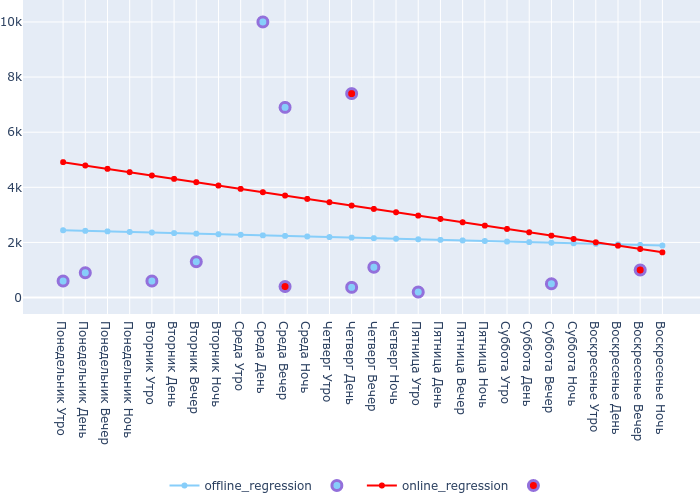 10k
8k
6k
4k
2k
0
Понедельник Утро
Понедельник День
Понедельник Вечер
Понедельник Ночь
Вторник Утро
Вторник День
Вторник Вечер
Вторник Ночь
Среда Утро
Среда День
Среда Вечер
Среда Ночь
Четверг Утро
Четверг День
Четверг Вечер
Четверг Ночь
Пятница Утро
Пятница День
Пятница Вечер
Пятница Ночь
Суббота Утро
Суббота День
Суббота Вечер
Суббота Ночь
Воскресенье Утро
Воскресенье День
Воскресенье Вечер
Воскресенье Ночь
offline_regression
online_regression